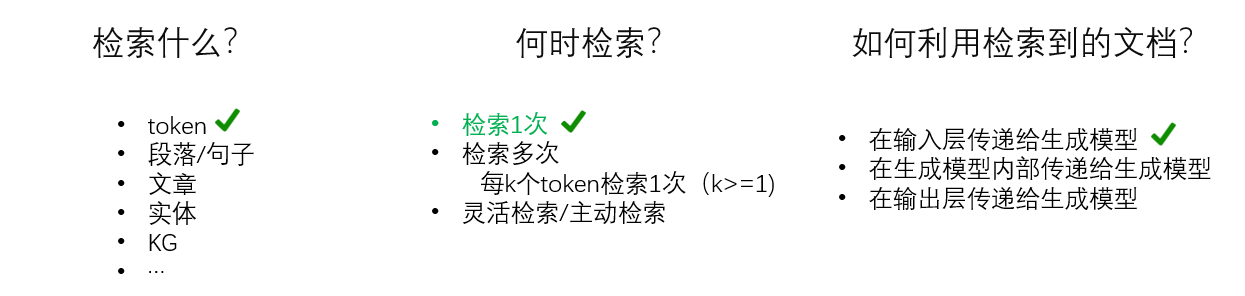 检索什么?
• token
• 段落/句子
• 文章
• 实体
• KG
• ...
何时检索?
• 检索1次
• 检索多次
每k个token检索1次（k>=1)
• 灵活检索/主动检索
如何利用检索到的文档?
• 在输入层传递给生成模型
• 在生成模型内部传递给生成模型
• 在输出层传递给生成模型